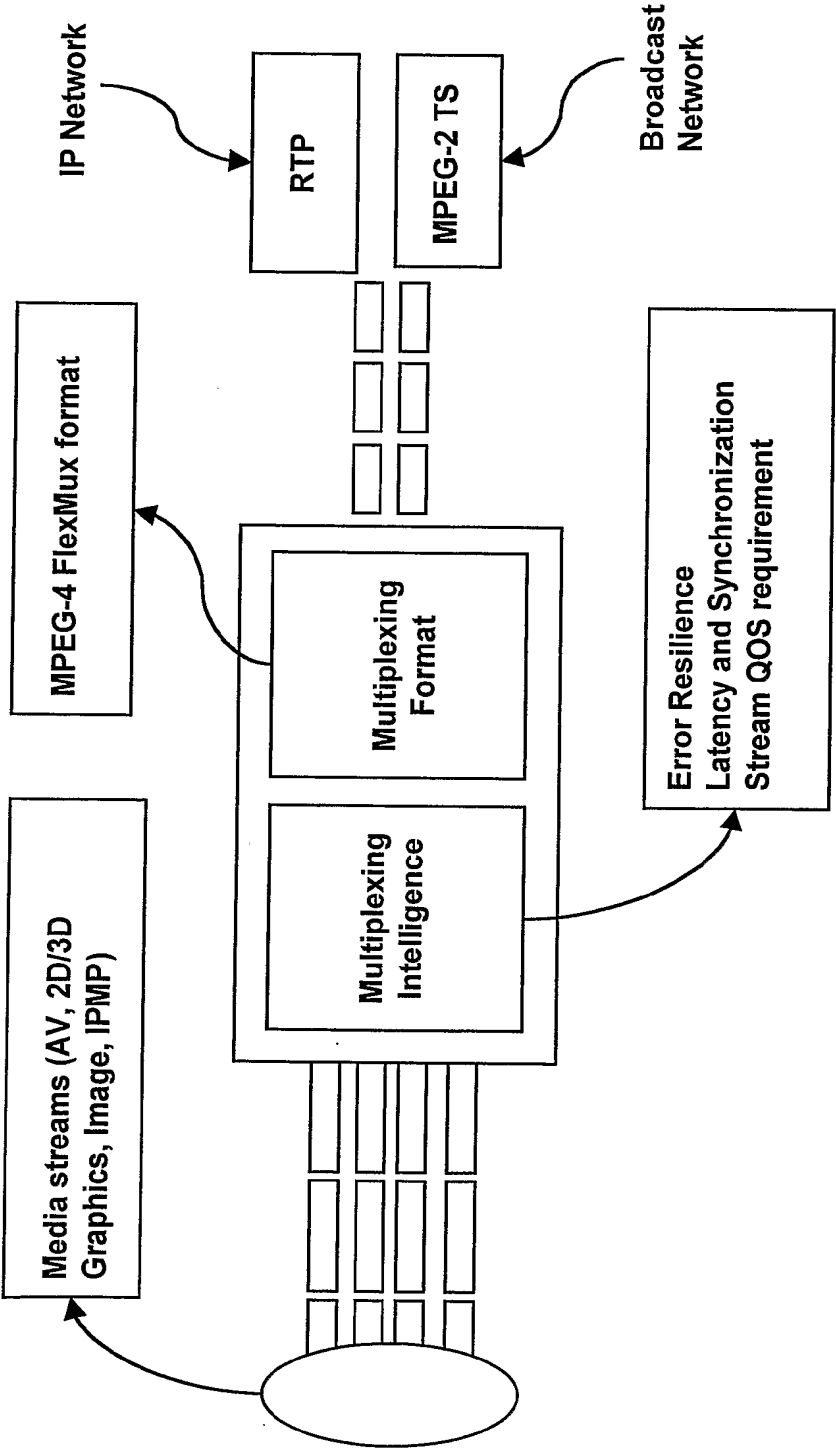 Media streams (AV, 2D/3D
Graphics, Image, IPMP)
MPEG-4 FlexMux format
IP Network
Multiplexing
Intelligence
Multiplexing
Format
RTP
MPEG-2 TS
Error Resilience
Latency and Synchronization
Stream QOS requirement
Broadcast
Network